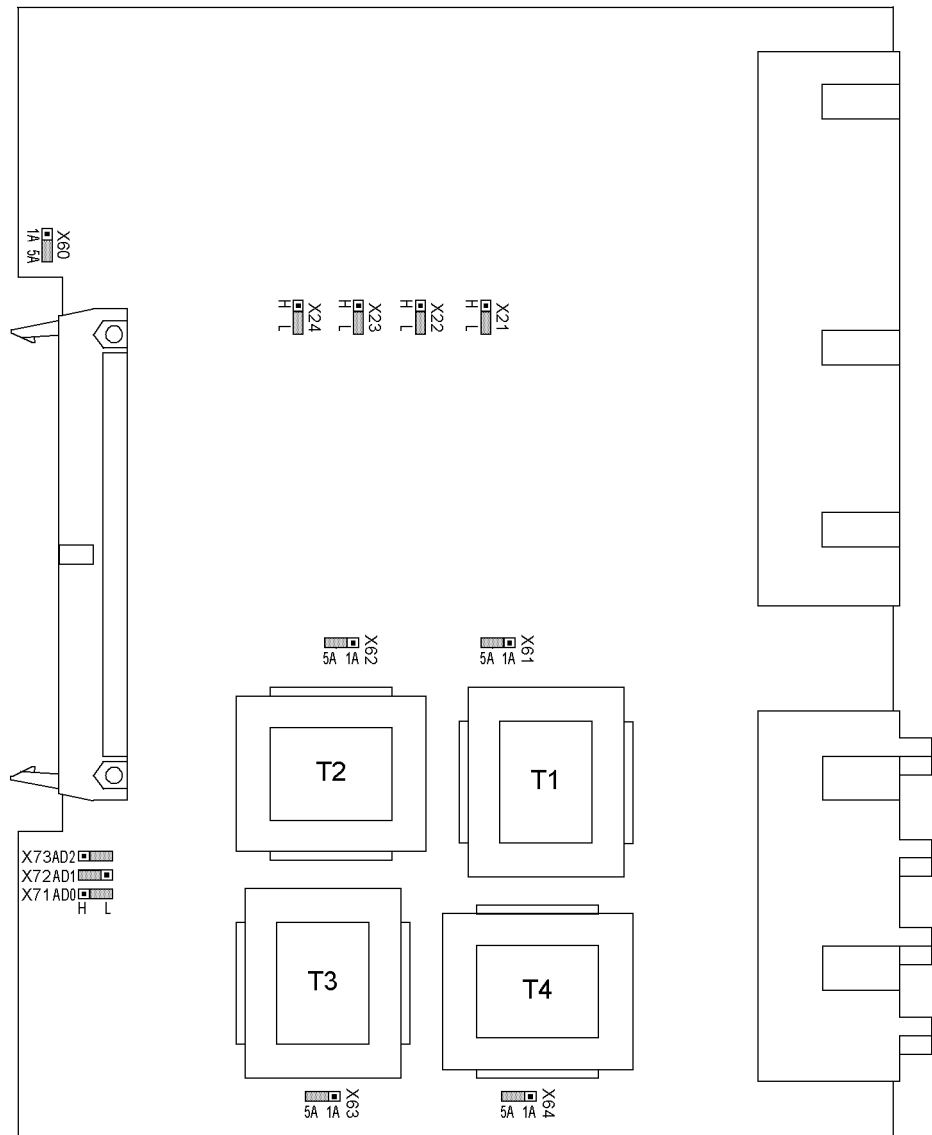 X60
1A 5A
X24
H L
X23
H L
X22
H L
X21
H L
X62
5A 1A
X61
5A 1A
T2
T1
X73 AD2
X72 AD1
X71 AD0
H L
T3
T4
X63
5A 1A
X64
5A 1A